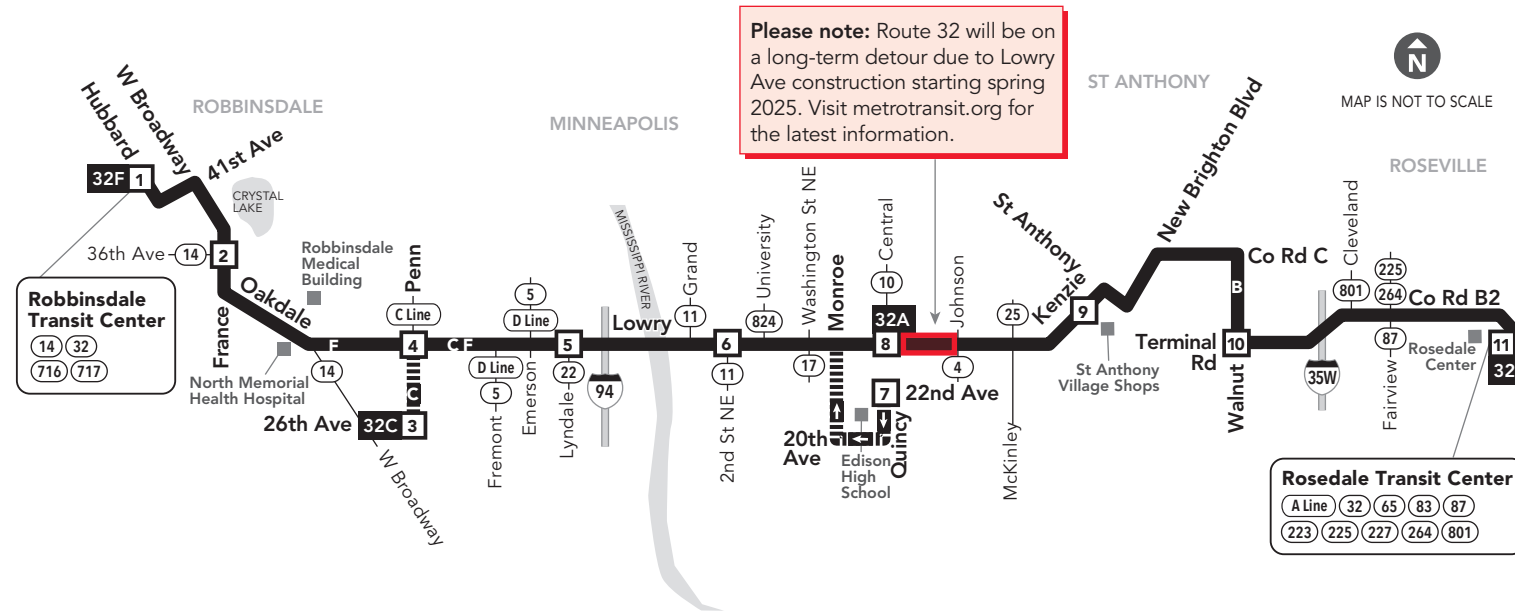 Please note: Route 32 will be on
a long-term detour due to Lowry
Ave construction starting spring
2025. Visit metrotransit.org for
the latest information.
N
MAP IS NOT TO SCALE
ROBBINSDALE
MINNEAPOLIS
ST ANTHONY
ROSEVILLE
Hubbard
W Broadway
41st Ave
32F 1
CRYSTAL
LAKE
36th Ave
14
2
Robbinsdale
Medical
Building
Oakdale
France
North Memorial
Health Hospital
F
14
Penn
C Line
4
C
26th Ave
32C 3
W Broadway
C F
D Line
5
Fremont
5
D Line
Emerson
5
22
Lyndale
94
Lowry
MISSISSIPPI RIVER
Grand
11
6
11
2nd St NE
University
824
Washington St NE
17
Monroe
Central
10
32A
8
Johnson
4
7
22nd Ave
20th
Ave
Quincy
Edison
High
School
25
McKinley
Kenzie
St Anthony
9
St Anthony
Village Shops
New Brighton Blvd
Co Rd C
B
Terminal
Rd
10
Walnut
35W
Cleveland
801
225
264
Co Rd B2
87
Fairview
Rosedale
Center
11
32
Robbinsdale
Transit Center
14 32
716 717
Rosedale Transit Center
A Line 32 65 83 87
223 225 227 264 801